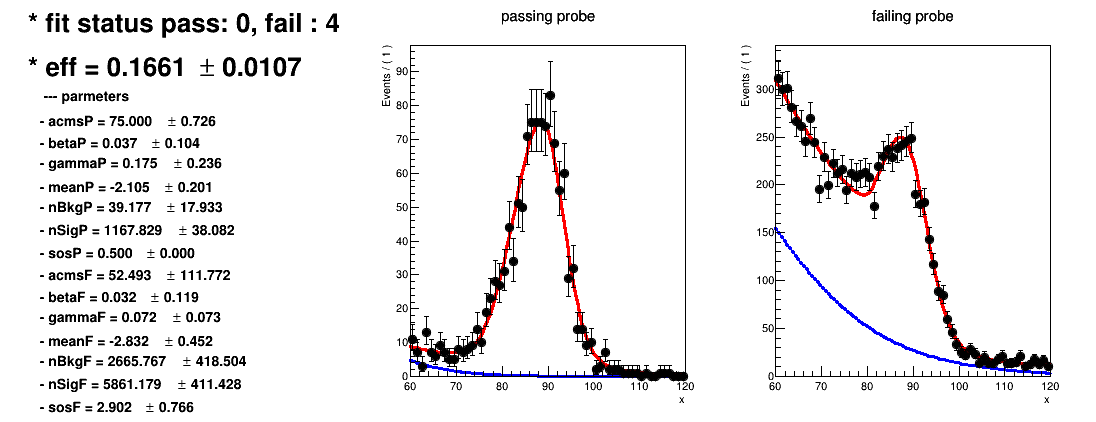 * fit status pass: 0, fail : 4
* eff = 0.1661 ± 0.0107
--- parmeters
- acmsP = 75.000 ± 0.726
- betaP = 0.037 ± 0.104
- gammaP = 0.175 ± 0.236
- meanP = -2.105 ± 0.201
- nBkgP = 39.177 ± 17.933
- nSigP = 1167.829 ± 38.082
- sosP = 0.500 ± 0.000
- acmsF = 52.493 ± 111.772
- betaF = 0.032 ± 0.119
- gammaF = 0.072 ± 0.073
- meanF = -2.832 ± 0.452
- nBkgF = 2665.767 ± 418.504
- nSigF = 5861.179 ± 411.428
- sosF = 2.902 ± 0.766
passing probe
Events / ( 1 )
90
80
70
60
50
40
30
20
10
0
60 70 80 90 100 110 120
x
failing probe
Events / ( 1 )
300
250
200
150
100
50
0
60 70 80 90 100 110 120
x